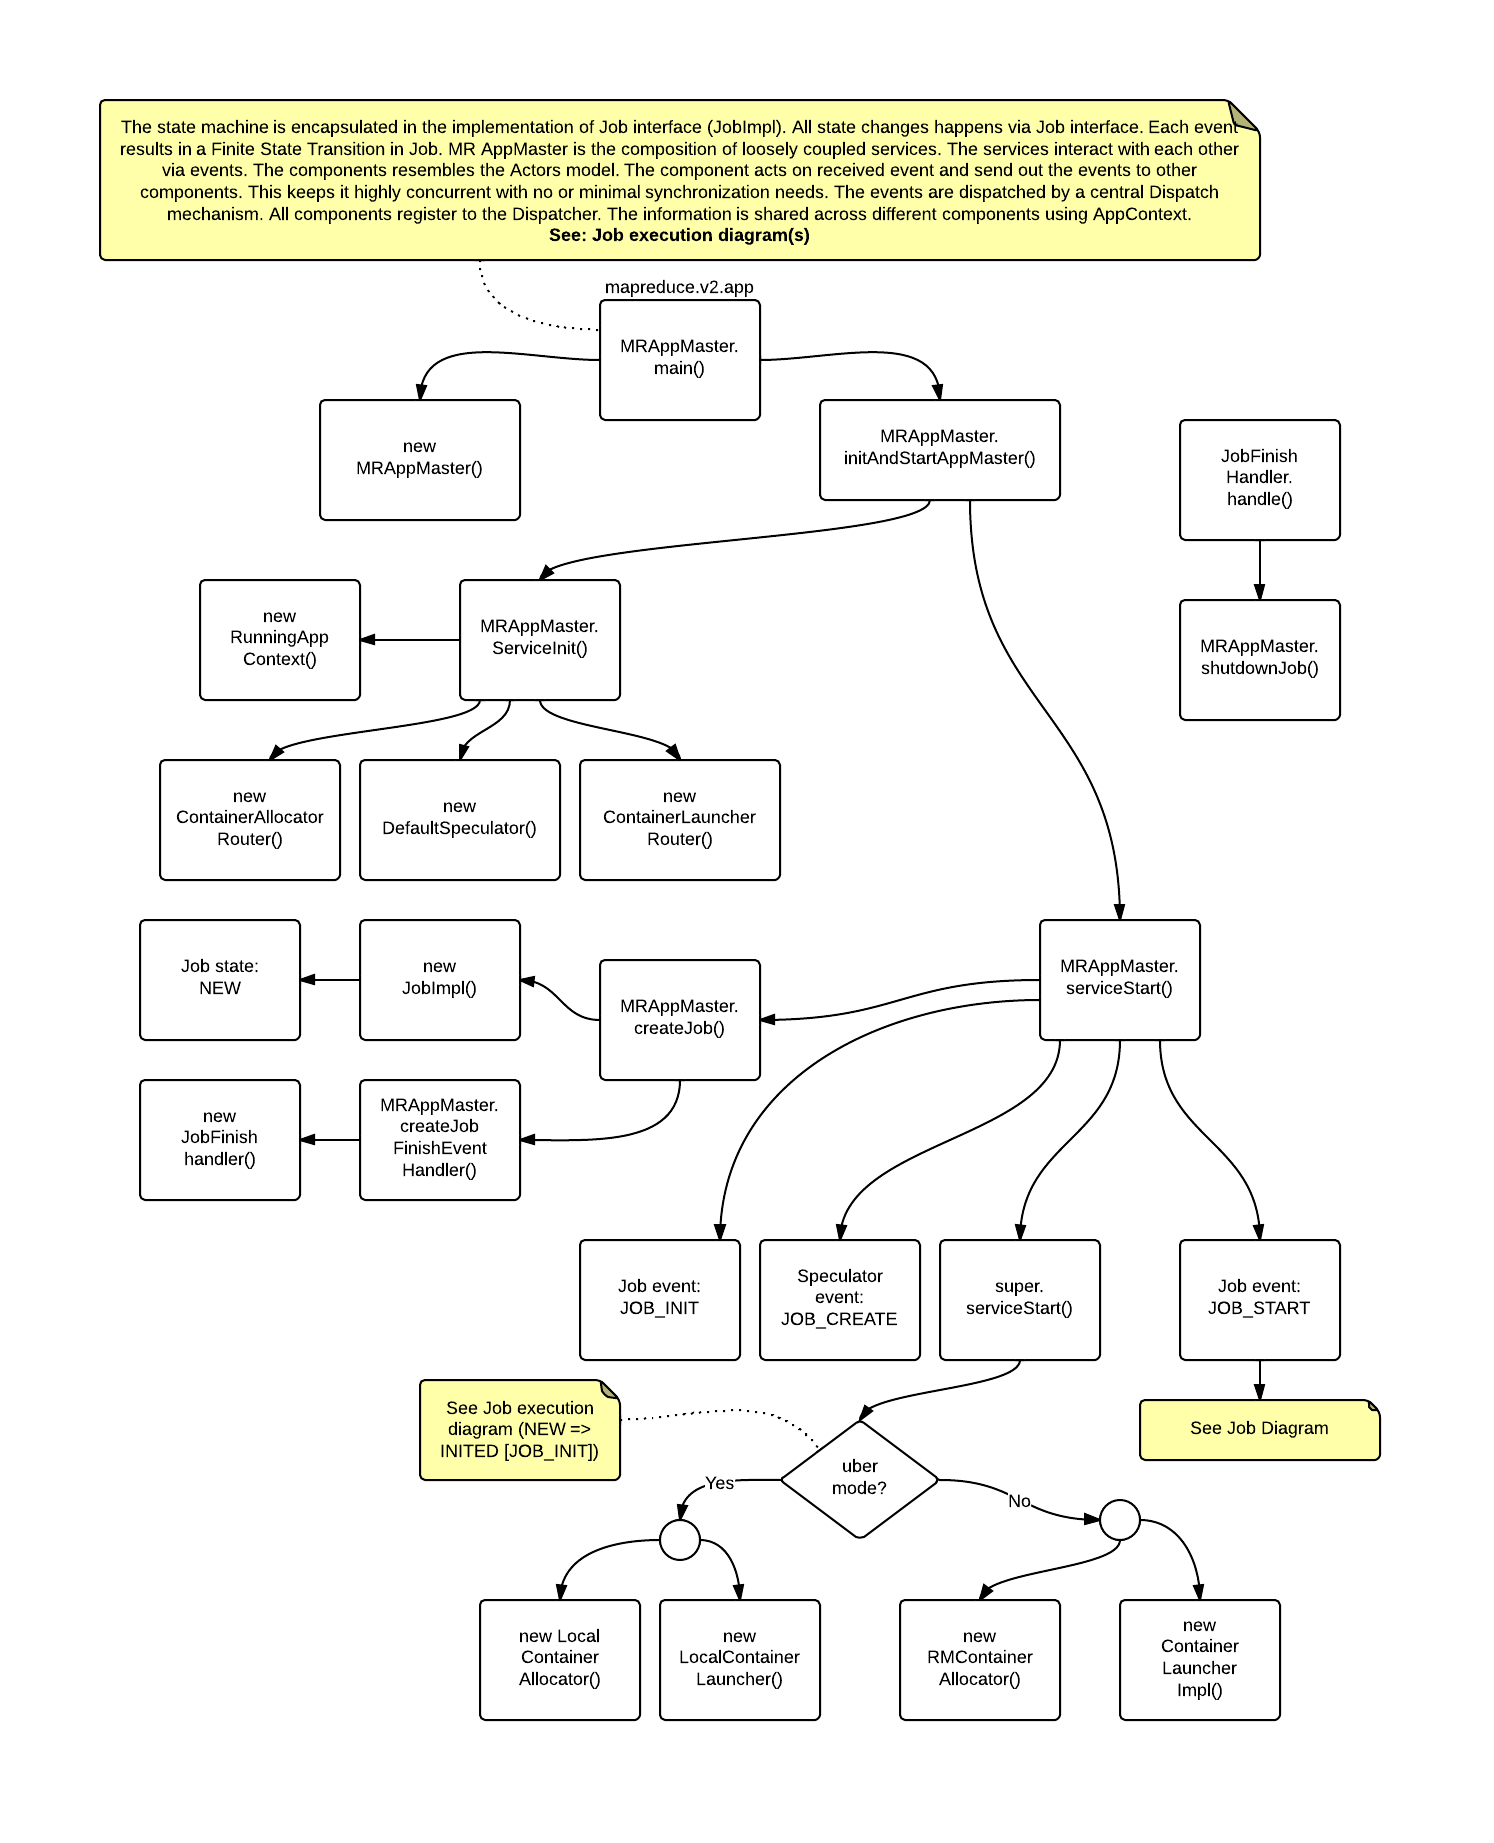 The state machine is encapsulated in the implementation of Job interface (JobImpl). All state changes happens via Job interface. Each event
results in a Finite State Transition in Job. MR AppMaster is the composition of loosely coupled services. The services interact with each other
via events. The components resembles the Actors model. The component acts on received event and send out the events to other
components. This keeps it highly concurrent with no or minimal synchronization needs. The events are dispatched by a central Dispatch
mechanism. All components register to the Dispatcher. The information is shared across different components using AppContext.
See: Job execution diagram(s)
mapreduce.v2.app
MRAppMaster.
main()
new
MRAppMaster()
MRAppMaster.
initAndStartAppMaster()
JobFinish
Handler.
handle()
new
RunningApp
Context()
MRAppMaster.
ServiceInit()
MRAppMaster.
shutdownJob()
new
ContainerAllocator
Router()
new
DefaultSpeculator()
new
ContainerLauncher
Router()
Job state:
NEW
new
JobImpl()
MRAppMaster.
createJob()
MRAppMaster.
serviceStart()
new
JobFinish
handler()
MRAppMaster.
createJob
FinishEvent
Handler()
Job event:
JOB_INIT
Speculator
event:
JOB_CREATE
super.
serviceStart()
Job event:
JOB_START
See Job execution
diagram (NEW =>
INITED [JOB_INIT])
See Job Diagram
uber
mode?
Yes
No
new Local
Container
Allocator()
new
LocalContainer
Launcher()
new
RMContainer
Allocator()
new
Container
Launcher
Impl()